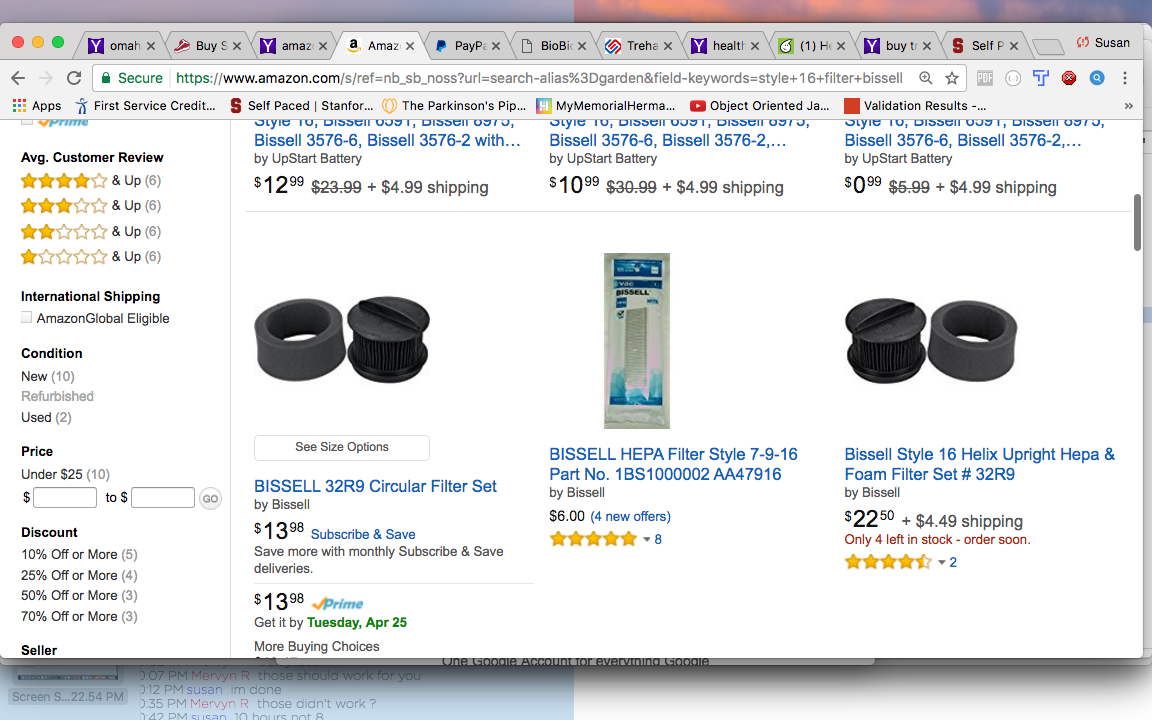 omah
Buy S
amaz
Amaz
PayPa
BioBi
Treha
health
(1) He
buy tr
Self P
Susan
Secure
https://www.amazon.com/s/ref=nb_sb_noss?url=search-alias%3Dgarden&field-keywords=style+16+filter+bissell
PDF
Apps
First Service Credit...
Self Paced | Stanfor...
The Parkinson's Pip...
MyMemorialHerma...
Object Oriented Ja...
Validation Results -...
»
Prime
Avg. Customer Review
& Up (6)
& Up (6)
& Up (6)
& Up (6)
International Shipping
AmazonGlobal Eligible
Condition
New (10)
Refurbished
Used (2)
Price
Under $25 (10)
$ to $ GO
Discount
10% Off or More (5)
25% Off or More (4)
50% Off or More (3)
70% Off or More (3)
Seller
Style 16, Bissell 6591, Bissell 8975,
Bissell 3576-6, Bissell 3576-2 with...
by UpStart Battery
$12 99 $23.99 + $4.99 shipping
Style 16, Bissell 6591, Bissell 8975,
Bissell 3576-6, Bissell 3576-2,...
by UpStart Battery
$10 99 $30.99 + $4.99 shipping
Style 16, Bissell 6591, Bissell 8975,
Bissell 3576-6, Bissell 3576-2,...
by UpStart Battery
$0 99 $5.99 + $4.99 shipping
See Size Options
BISSELL 32R9 Circular Filter Set
by Bissell
$13 98 Subscribe & Save
Save more with monthly Subscribe & Save
deliveries.
$13 98 Prime
Get it by Tuesday, Apr 25
More Buying Choices
vac
BISSELL
BISSELL HEPA Filter Style 7-9-16
Part No. 1BS1000002 AA47916
by Bissell
$6.00 (4 new offers)
8
Bissell Style 16 Helix Upright Hepa &
Foam Filter Set # 32R9
by Bissell
$22 50 + $4.49 shipping
Only 4 left in stock - order soon.
2
One Google Account for everything Google
Screen S...22.54 PM
0:07 PM Mervyn R those should work for you
0:12 PM susan im done
0:35 PM Mervyn R those didn't work ?
0:42 PM susan 10 hours not 8